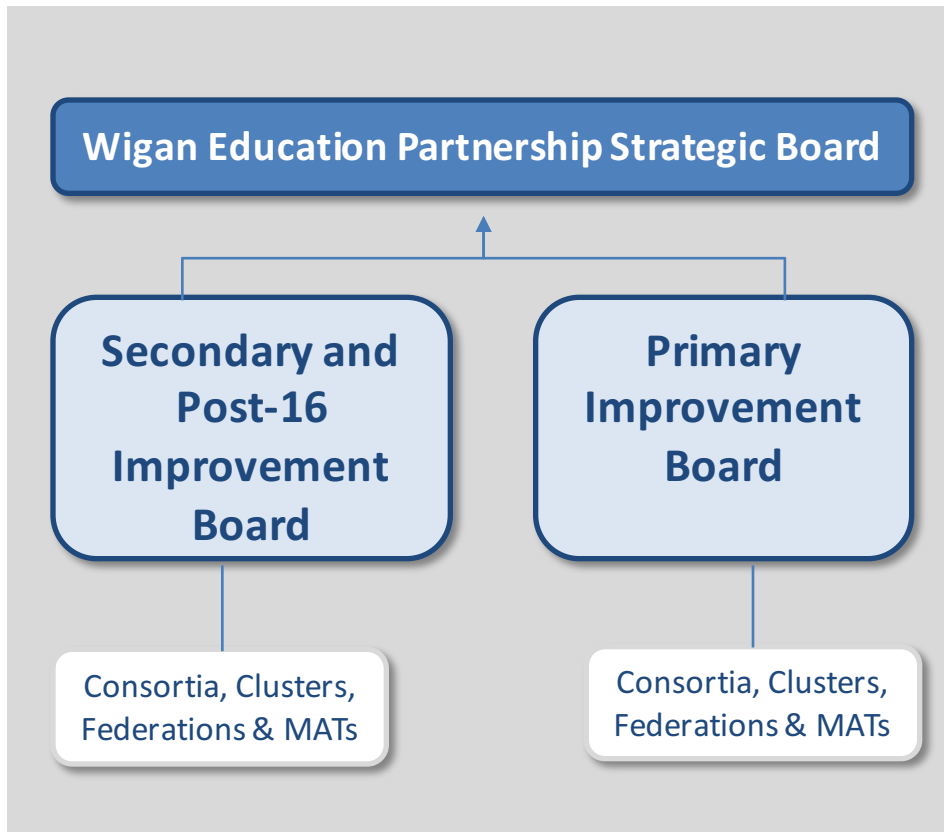 Wigan Education Partnership Strategic Board
Secondary and
Post-16
Improvement
Board
Primary
Improvement
Board
Consortia, Clusters,
Federations & MATs
Consortia, Clusters,
Federations & MATs